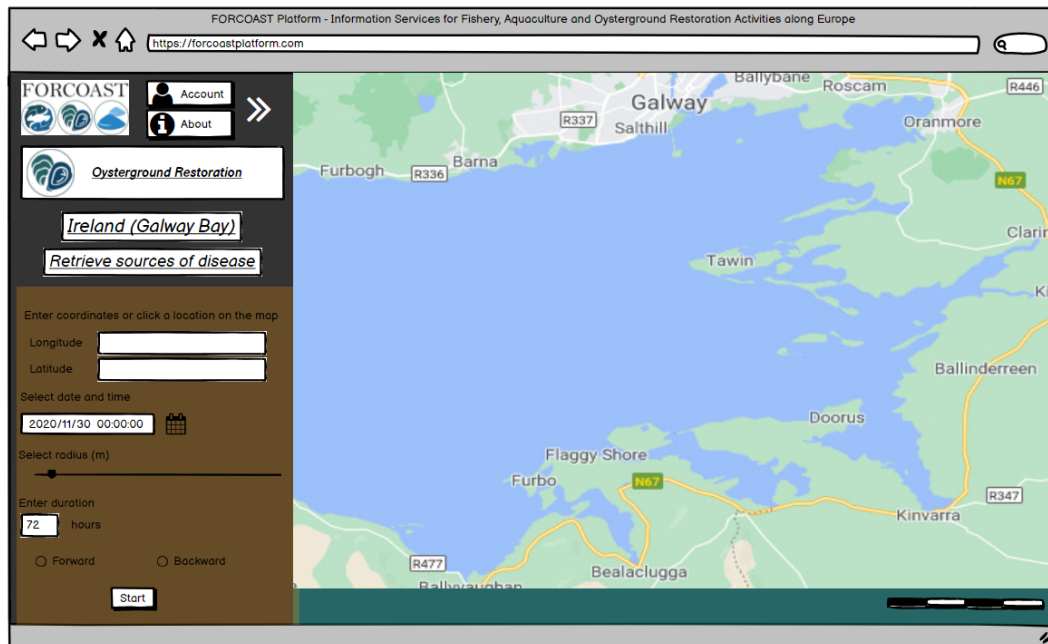 FORCOAST Platform - Information Services for Fishery, Aquaculture and Oysterground Restoration Activities along Europe
https://forcoastplatform.com
FORCOAST
Account
About
Oysterground Restoration
Ireland (Galway Bay)
Retrieve sources of disease
Enter coordinates or click a location on the map
Longitude
Latitude
Select date and time
2020/11/30 00:00:00
Select radius (m)
Enter duration
72 hours
Forward Backward
Start
Ballybane
Roscam
R446
Galway
R337
Salthill
Oranmore
Barna
Furbogh
R336
N67
Clarin
Tawin
Ki
Ballinderreen
Doorus
Flaggy Shore
Furbo
N67
R347
Kinvarra
R477
Bealaclugga
Ballyvaughan